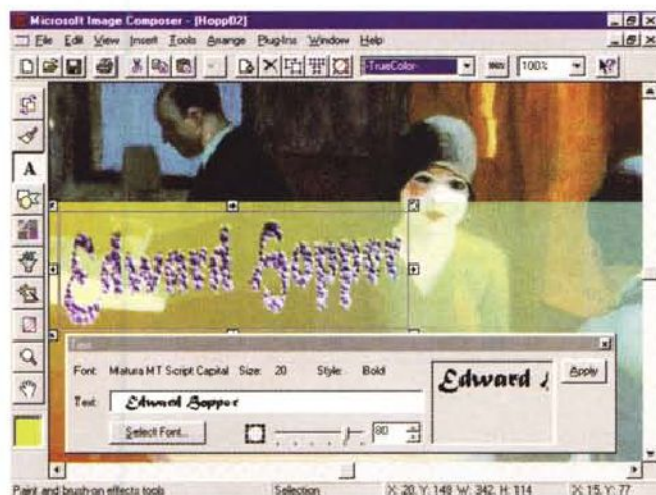 Microsoft Image Composer - [Hopp02]
File Edit View Insert Tools Arrange Plug-Ins Window Help
-TrueColor- 100%
A
Edward Hopper
Text
Font: Matura MT Script Capital Size: 20 Style: Bold
Text: Edward Hopper
Edward
Apply
Select Font... 80
Paint and brush-on effects tools Selection X: 20, Y: 149 W: 342, H: 114 X: 15, Y: 77